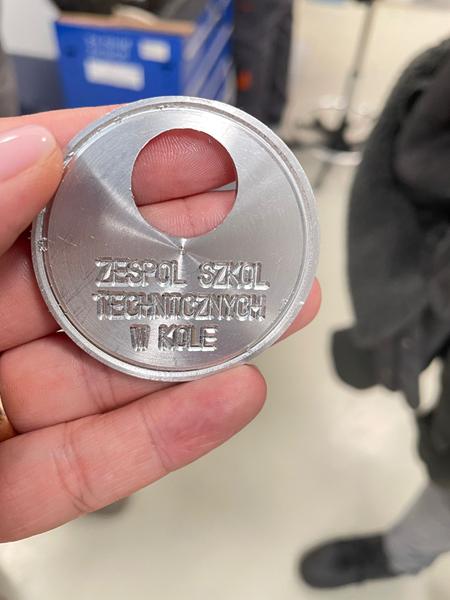 ZESPOL SZKOL
TECHNICZNYCH
W KOLE